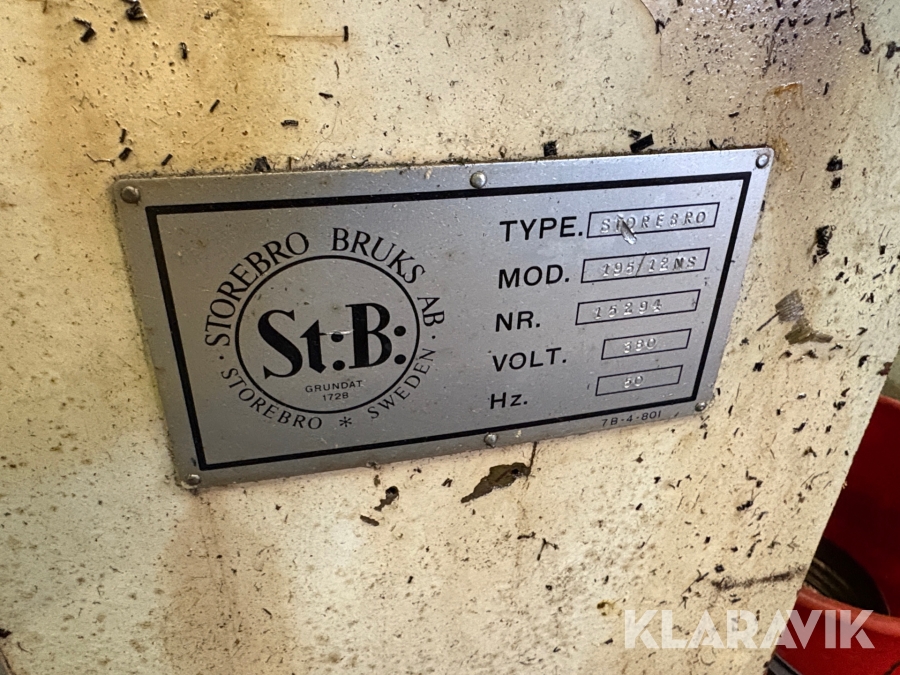 STOREBRO BRUKS AB ·
· STOREBRO * SWEDEN
St:B:
GRUNDAT
1728
TYPE. STOREBRO
MOD. 195/12NS
NR. 15294
VOLT. 380
Hz. 50
7B-4-801
KLARAVIK